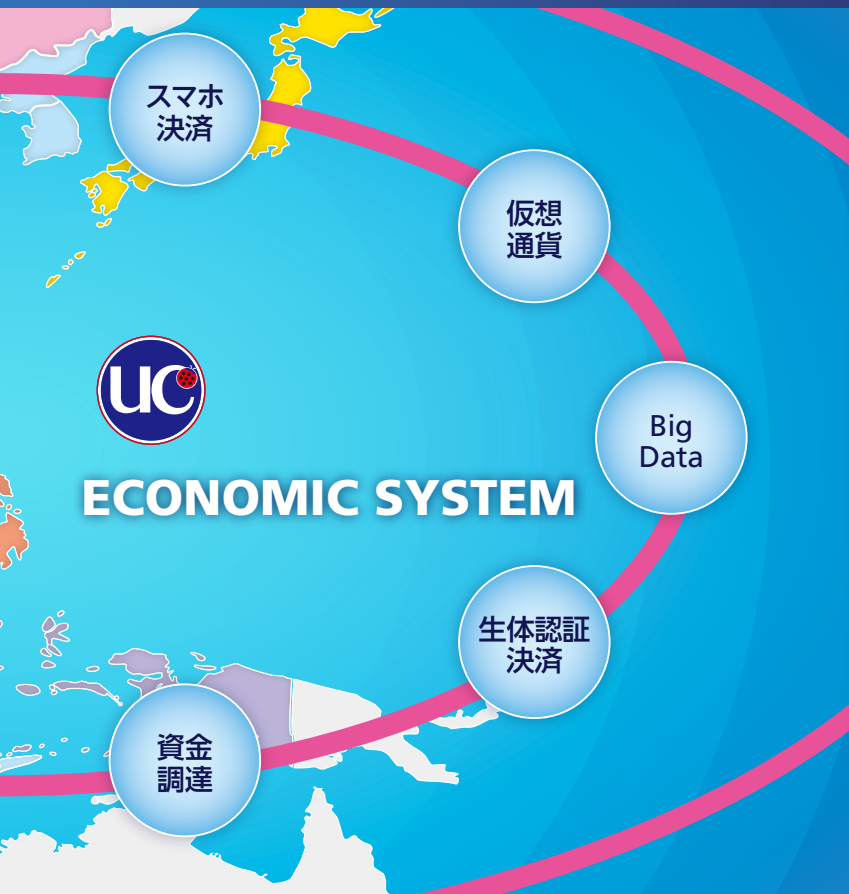 スマホ
決済
仮想
通貨
UC
Big
Data
ECONOMIC SYSTEM
生体認証
決済
資金
調達